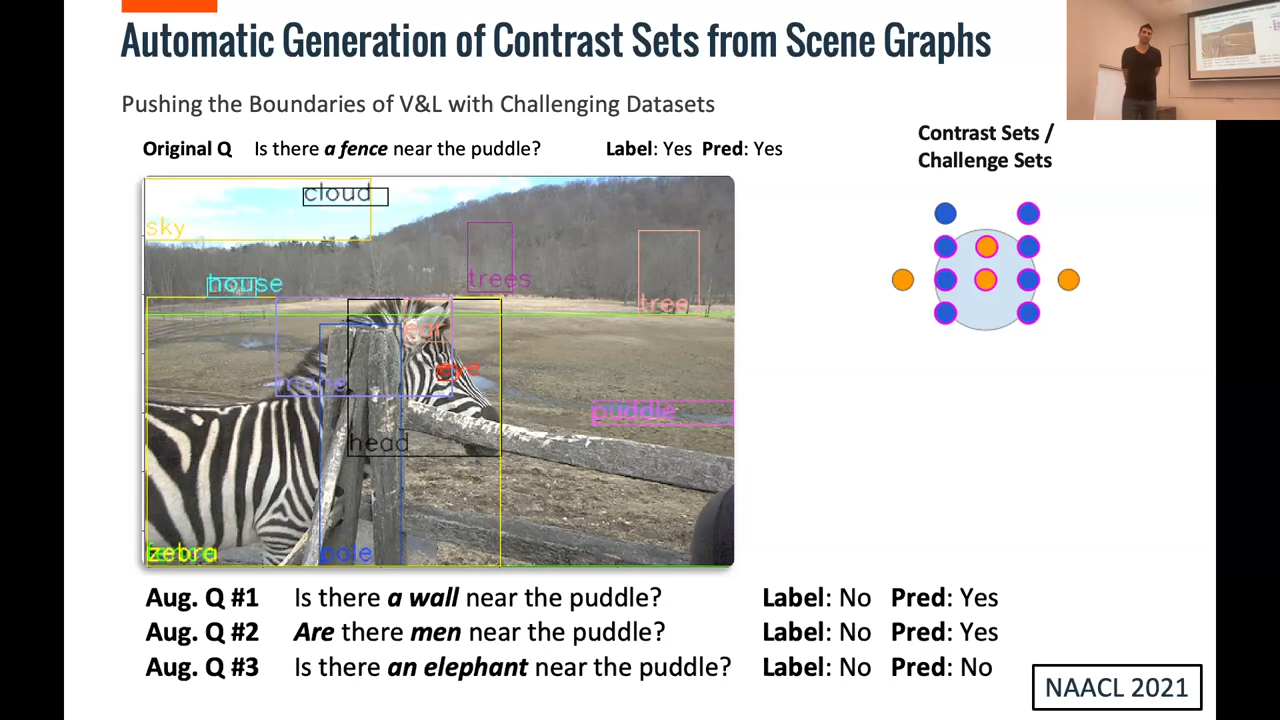 Automatic Generation of Contrast Sets from Scene Graphs
Pushing the Boundaries of V&L with Challenging Datasets
Original Q Is there a fence near the puddle? Label: Yes Pred: Yes
Contrast Sets /
Challenge Sets
cloud
sky
house
trees
tree
ear
eye
mane
puddle
head
zebra
pole
Aug. Q #1 Is there a wall near the puddle? Label: No Pred: Yes
Aug. Q #2 Are there men near the puddle? Label: No Pred: Yes
Aug. Q #3 Is there an elephant near the puddle? Label: No Pred: No
NAACL 2021